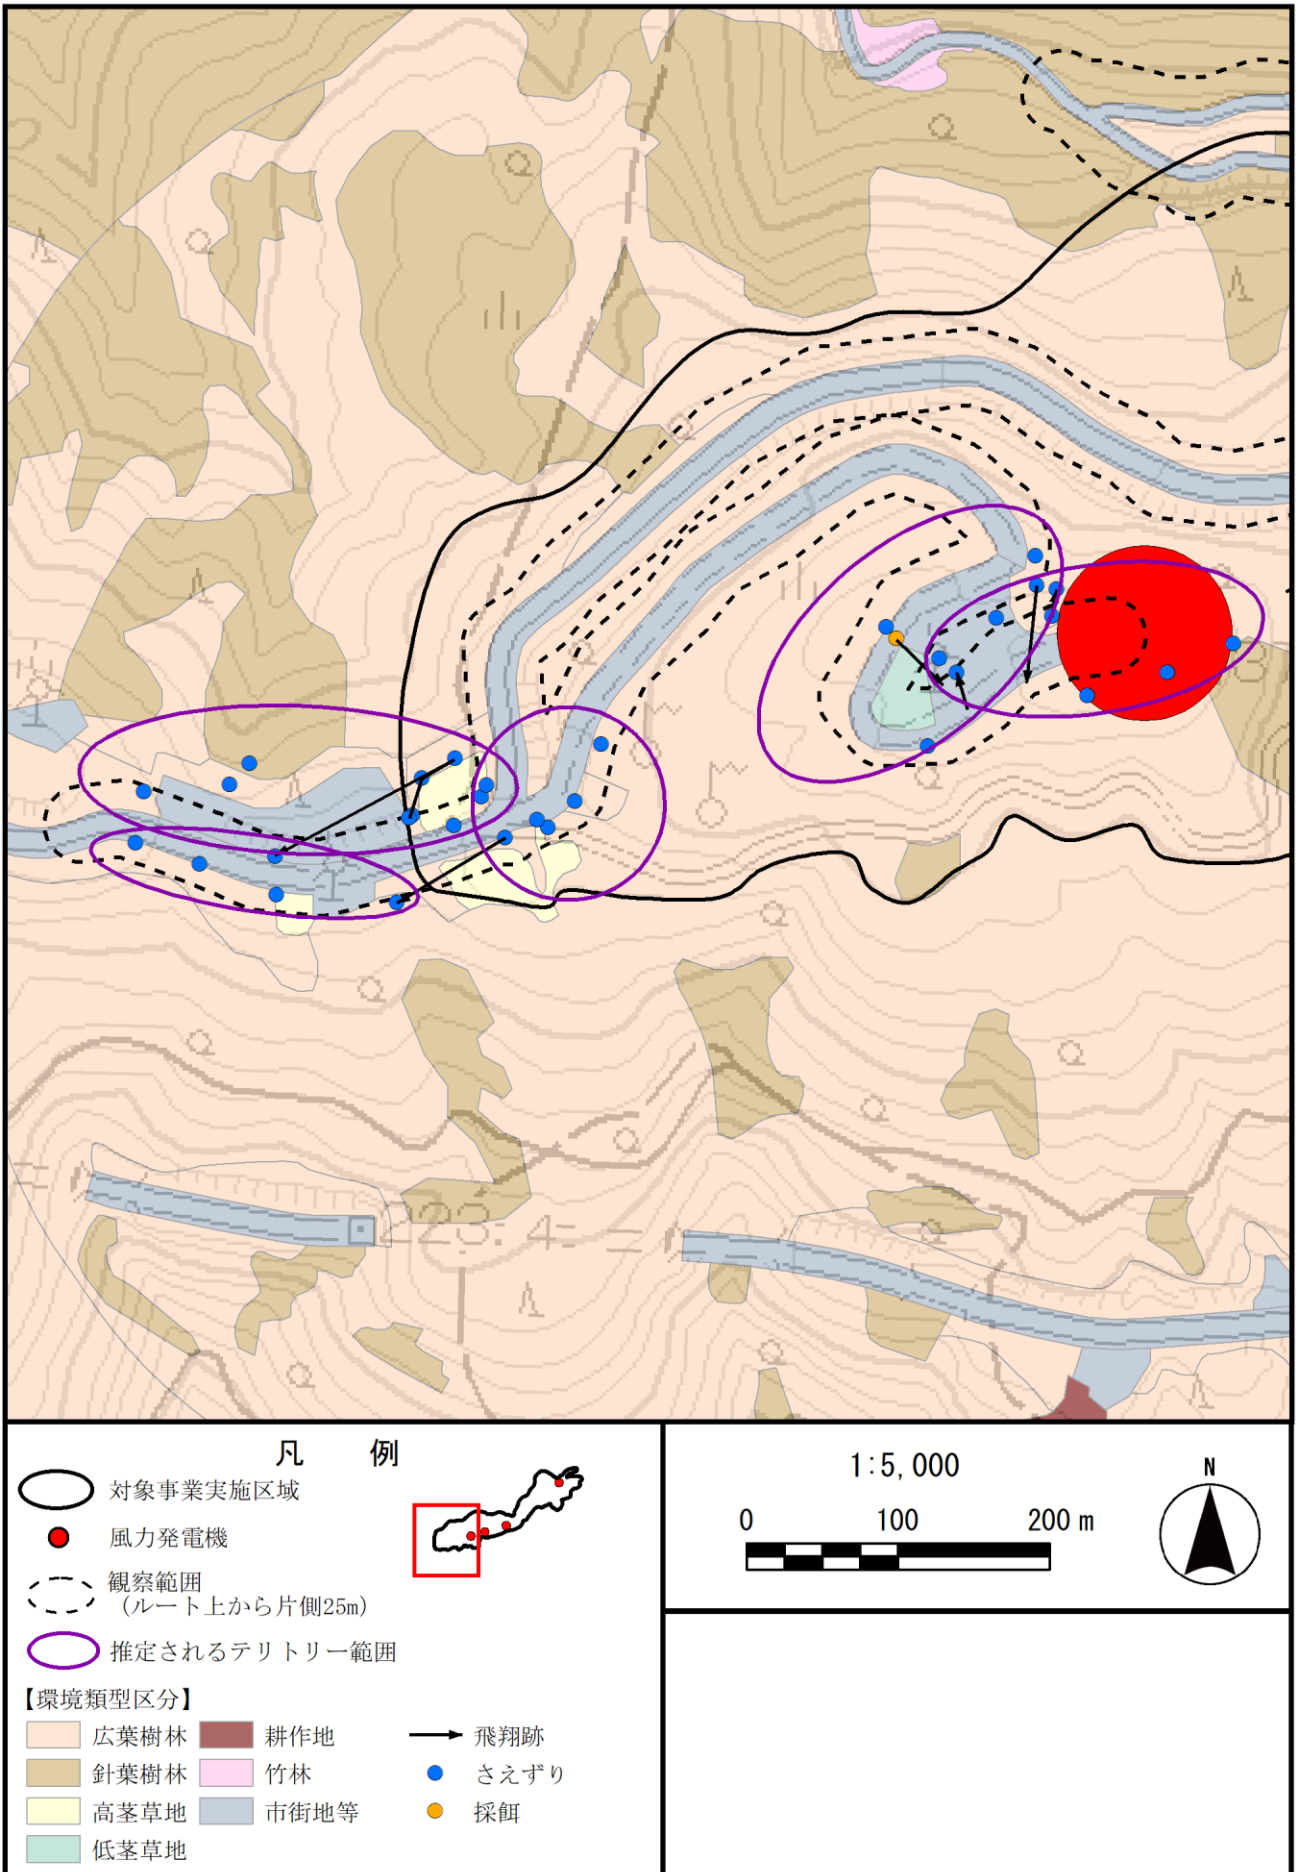 凡 例
対象事業実施区域
風力発電機
観察範囲
(ルート上から片側25m)
推定されるテリトリー範囲
【環境類型区分】
広葉樹林
耕作地
飛翔跡
針葉樹林
竹林
さえずり
高茎草地
市街地等
採餌
低茎草地
1:5,000
0 100 200 m
N